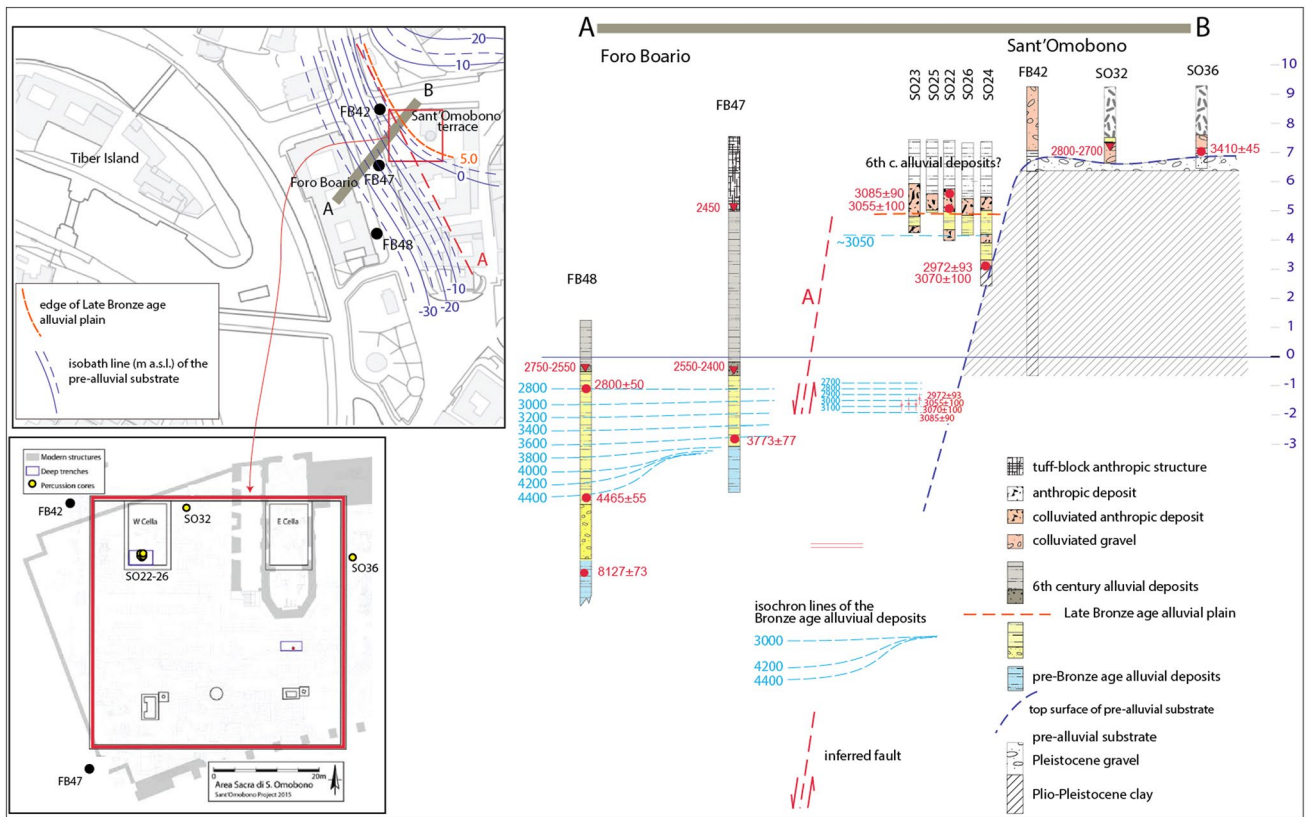 20
10
B
FB42
Sant'Omobono
terrace
Tiber Island
5.0
0
Foro Boario
FB47
A
FB48
A
-10
-20
-30
edge of Late Bronze age
alluvial plain
isobath line (m a.s.l.) of the
pre-alluvial substrate
Modern structures
Deep trenches
Percussion cores
FB42
W Cella
SO32
E Cella
SO36
SO22-26
FB47
0
20m
Area Sacra di S. Omobono
Sant'Omobono Project 2015
A
B
Foro Boario
Sant'Omobono
SO23
SO25
SO22
SO26
SO24
FB42
SO32
SO36
FB47
FB48
10
9
8
7
6
5
4
3
2
1
0
-1
-2
-3
2800-2700
3410±45
6th c. alluvial deposits?
3085±90
3055±100
2450
~3050
2972±93
3070±100
A
2750-2550
2550-2400
2800±50
2800
3000
3200
3400
3600
3800
4000
4200
4400
3773±77
4465±55
8127±73
2700
2800
2900
3000
3100
2972±93
3055±100
3070±100
3085±90
isochron lines of the
Bronze age alluviual deposits
3000
4200
4400
inferred fault
tuff-block anthropic structure
anthropic deposit
colluviated anthropic deposit
colluviated gravel
6th century alluvial deposits
Late Bronze age alluvial plain
pre-Bronze age alluvial deposits
top surface of pre-alluvial substrate
pre-alluvial substrate
Pleistocene gravel
Plio-Pleistocene clay